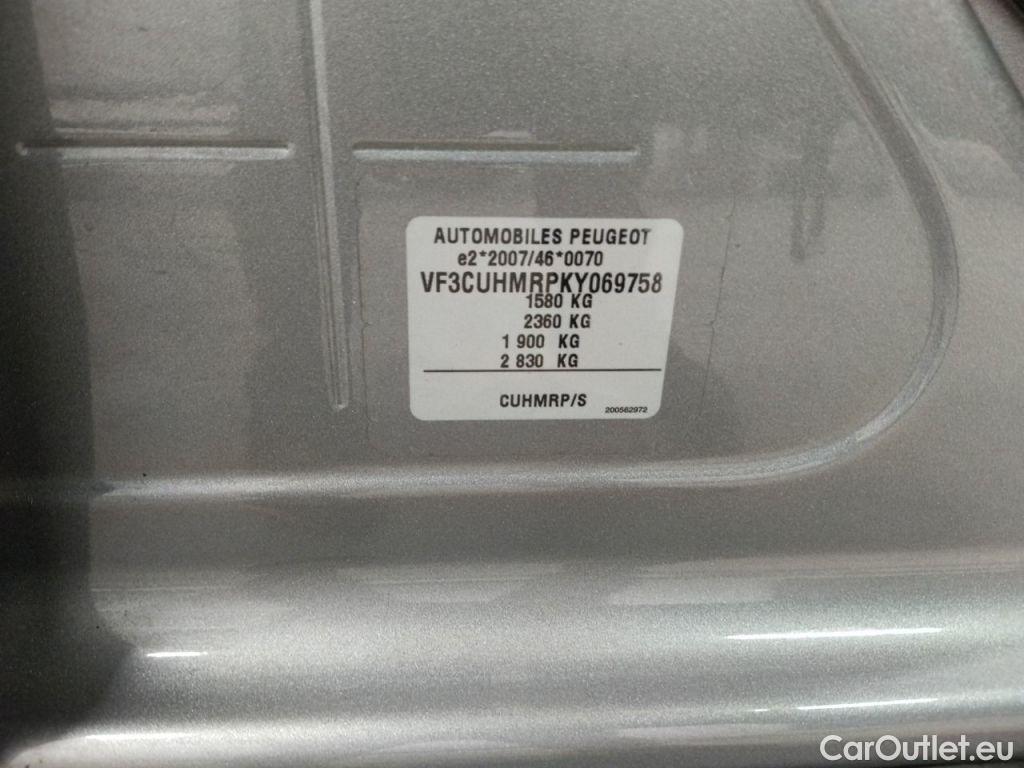 AUTOMOBILES PEUGEOT
e2*2007/46*0070
VF3CUHMRPKY069758
1580 KG
2360 KG
1 900 KG
2 830 KG
CUHMRP/S
200562972
CarOutlet.eu